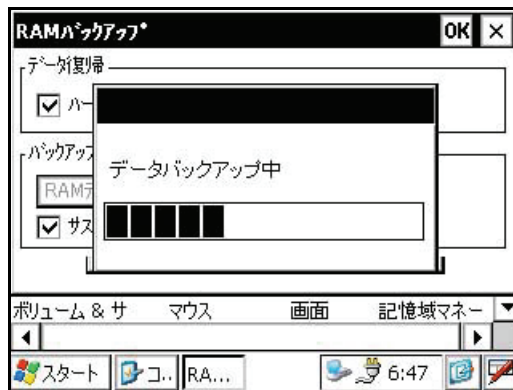 RAMﾊﾞｯｸｱｯﾌﾟ OK ×
ﾃﾞｰﾀ復帰
ハー
ﾊﾞｯｸｱｯﾌﾟ
データバックアップ中
RAMデ
サス
ボリューム & サ マウス 画面 記憶域マネー
スタート コ.. RA... 6:47